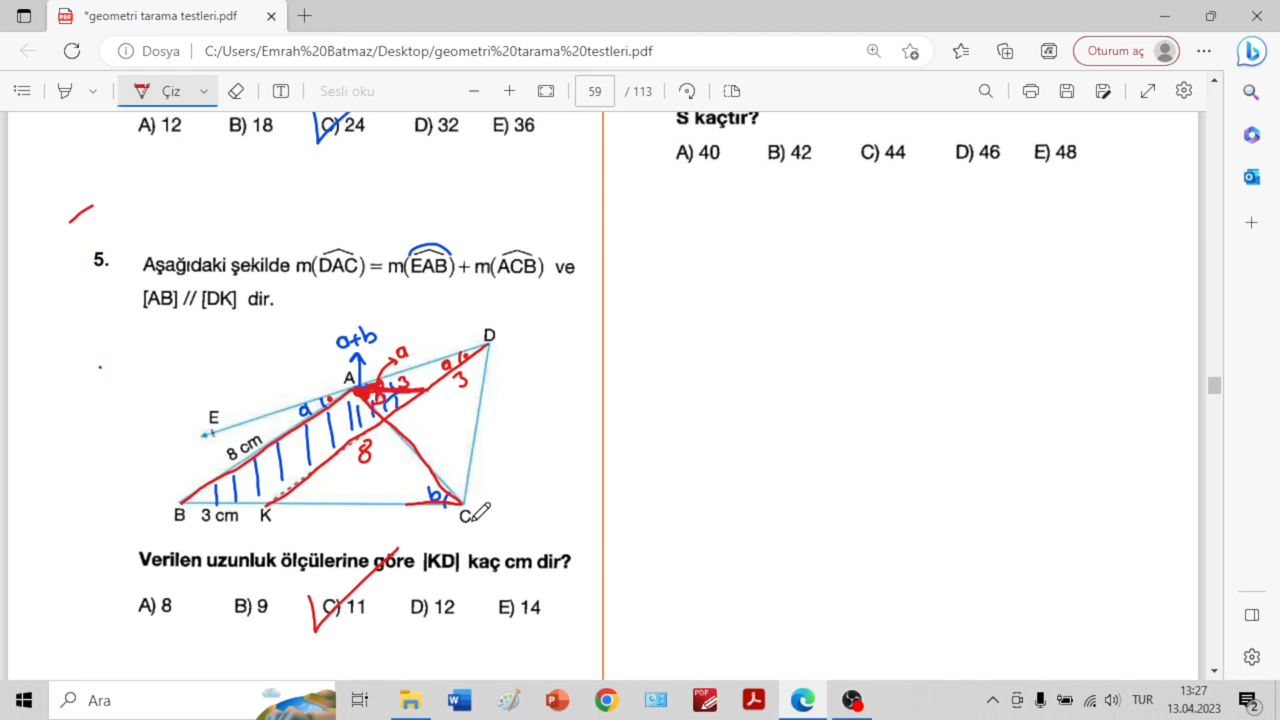 *geometri tarama testleri.pdf
Dosya C:/Users/Emrah%20Batmaz/Desktop/geometri%20tarama%20testleri.pdf
Oturum aç
Çiz
Sesli oku
59 / 113
A) 12 B) 18 C) 24 D) 32 E) 36
S kaçtır?
A) 40 B) 42 C) 44 D) 46 E) 48
5. Aşağıdaki şekilde m(DAC) = m(EAB) + m(ACB) ve
[AB] // [DK] dir.
D
a+b
a
A
a
3
3
E
a
8 cm
8
b
B 3 cm K C
Verilen uzunluk ölçülerine göre |KD| kaç cm dir?
A) 8 B) 9 C) 11 D) 12 E) 14
Ara
TUR
13:27
13.04.2023
2